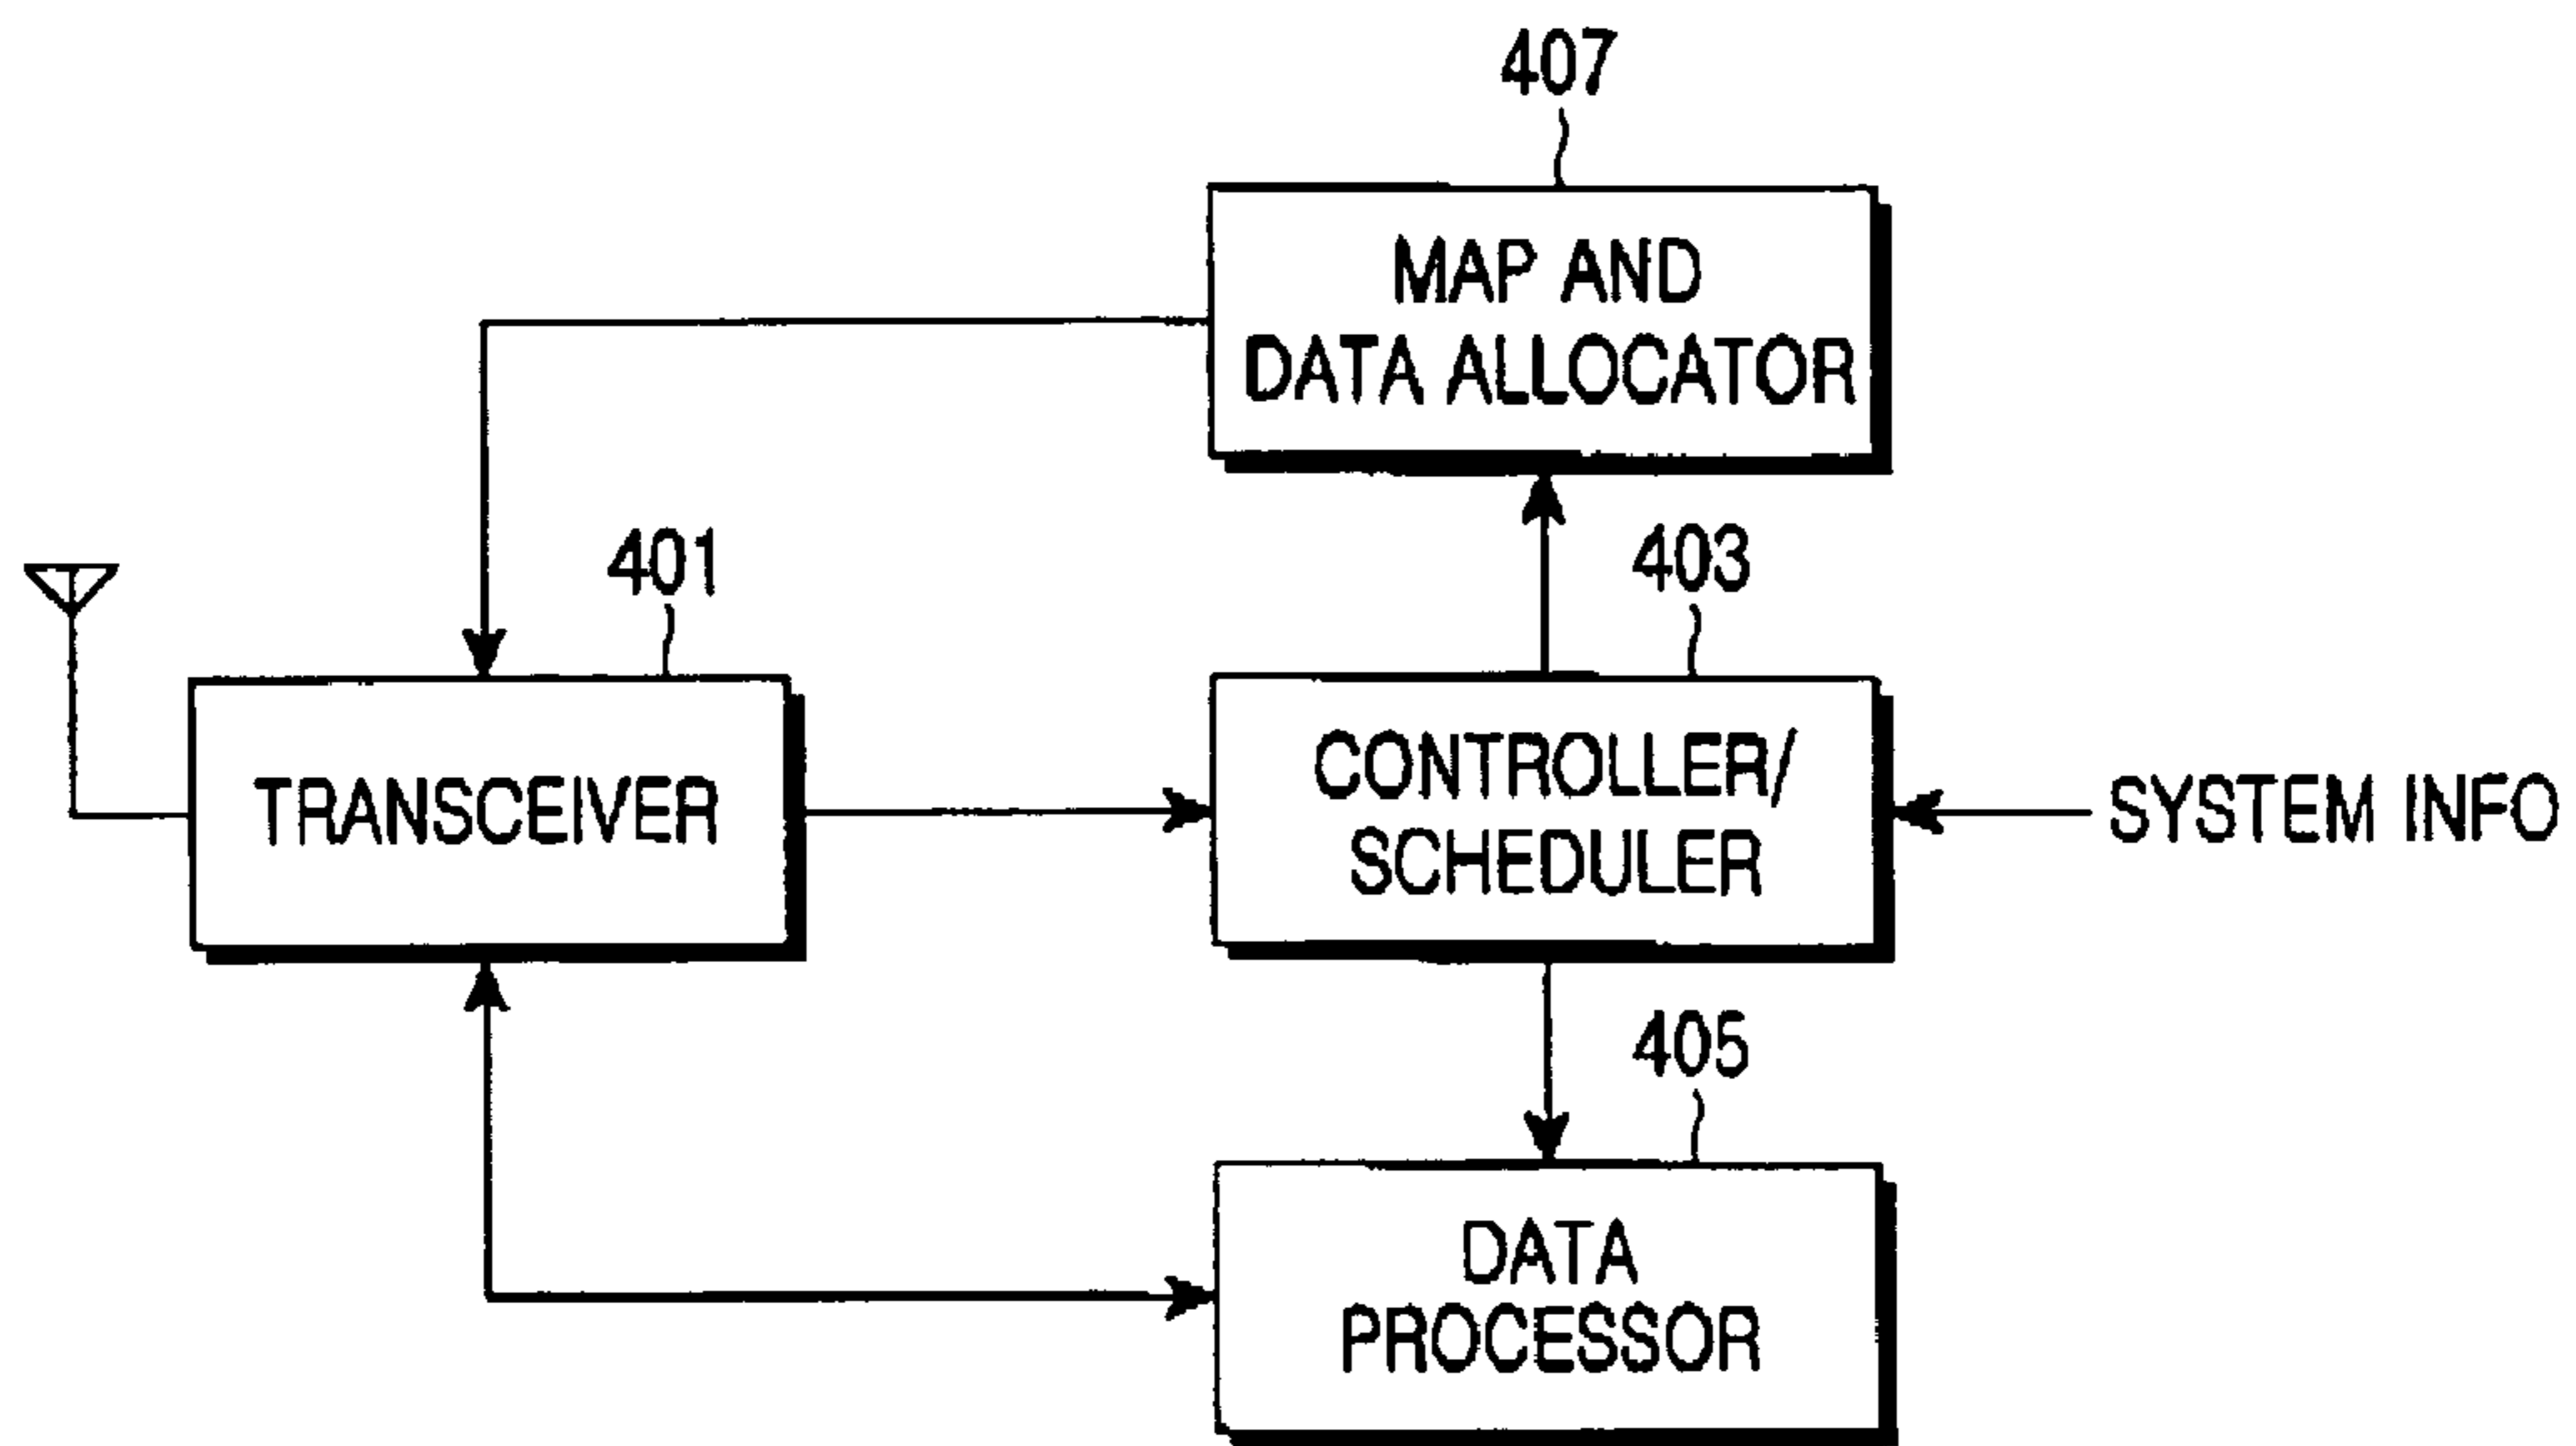 407
MAP AND
DATA ALLOCATOR
401
403
TRANSCEIVER
CONTROLLER/
SCHEDULER
SYSTEM INFO
405
DATA
PROCESSOR